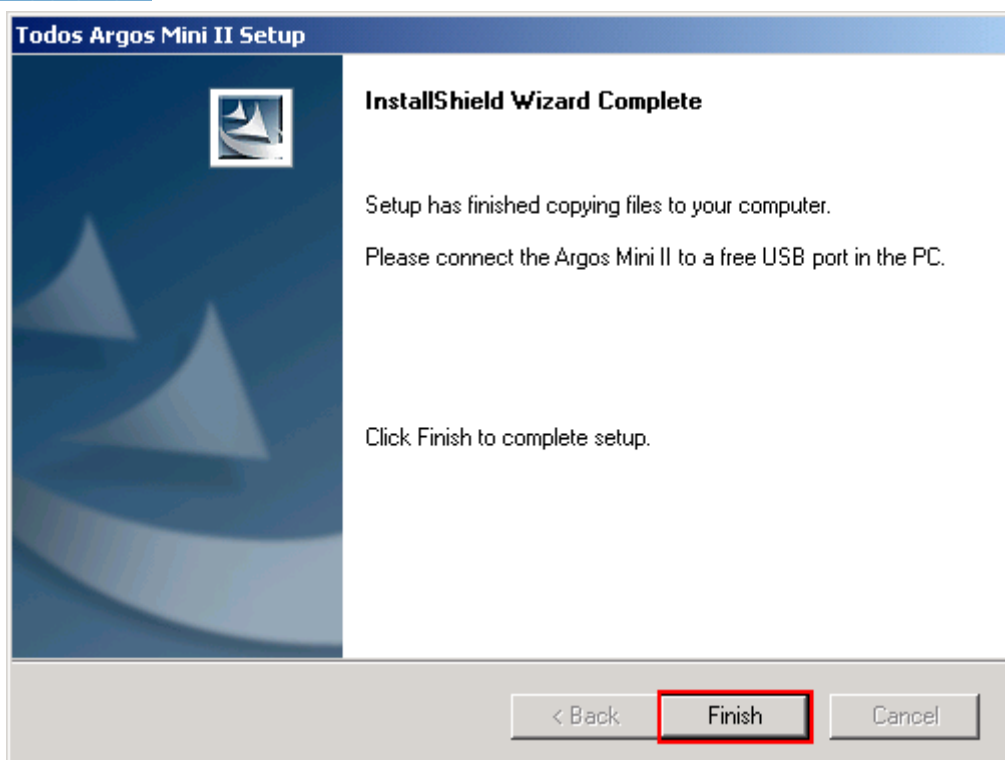 Todos Argos Mini II Setup
InstallShield Wizard Complete
Setup has finished copying files to your computer.
Please connect the Argos Mini II to a free USB port in the PC.
Click Finish to complete setup.
< Back
Finish
Cancel